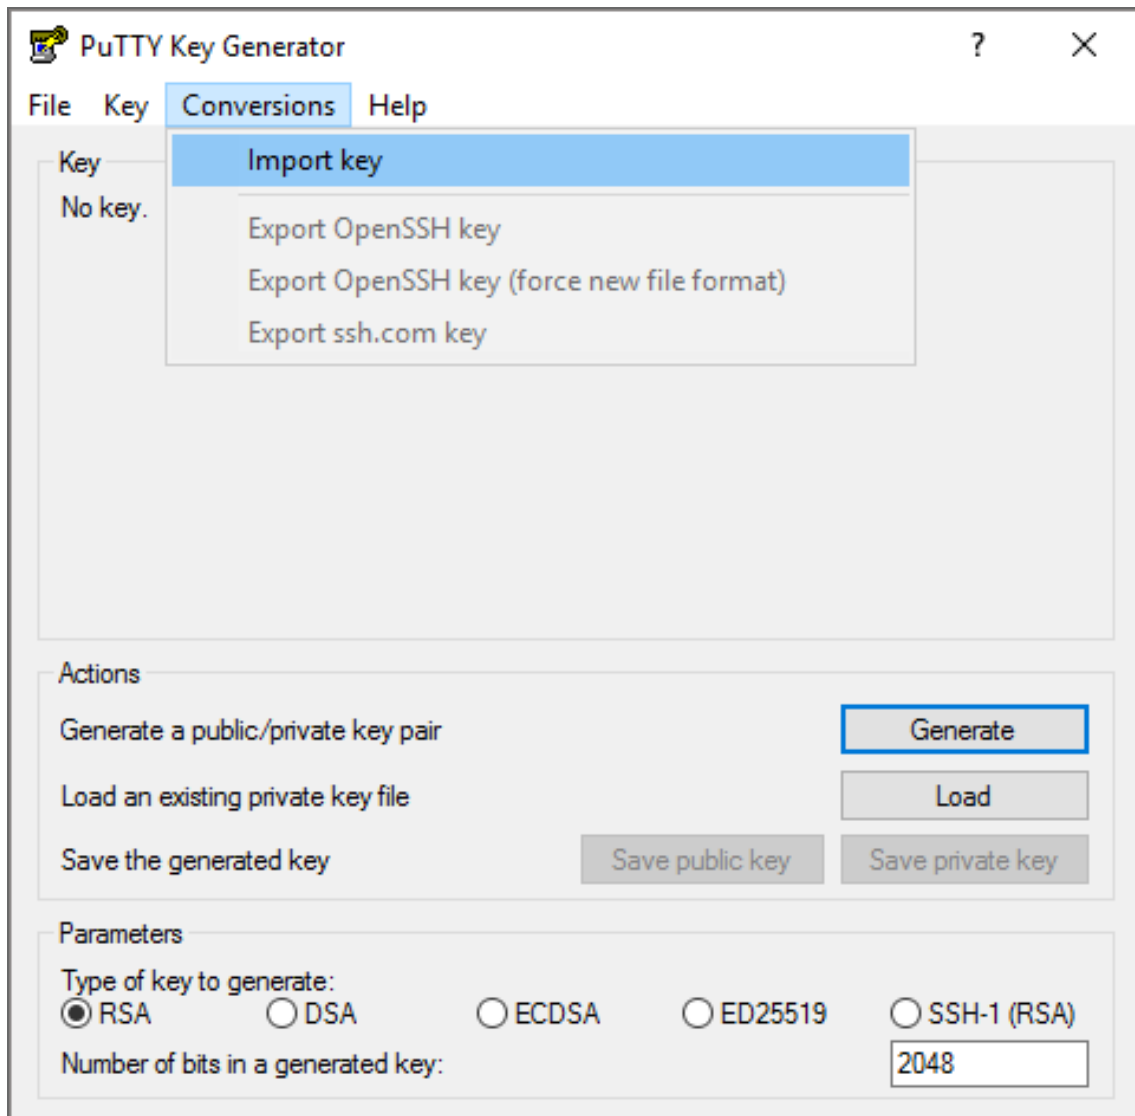 PuTTY Key Generator
? ×
File Key Conversions Help
Import key
Export OpenSSH key
Export OpenSSH key (force new file format)
Export ssh.com key
Key
No key.
Actions
Generate a public/private key pair Generate
Load an existing private key file Load
Save the generated key Save public key Save private key
Parameters
Type of key to generate:
RSA DSA ECDSA ED25519 SSH-1 (RSA)
Number of bits in a generated key: 2048